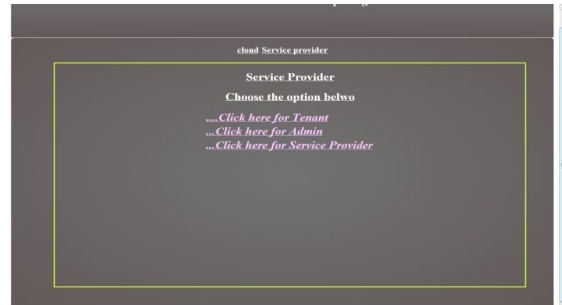 cloud Service provider
Service Provider
Choose the option belwo
....Click here for Tenant
...Click here for Admin
...Click here for Service Provider